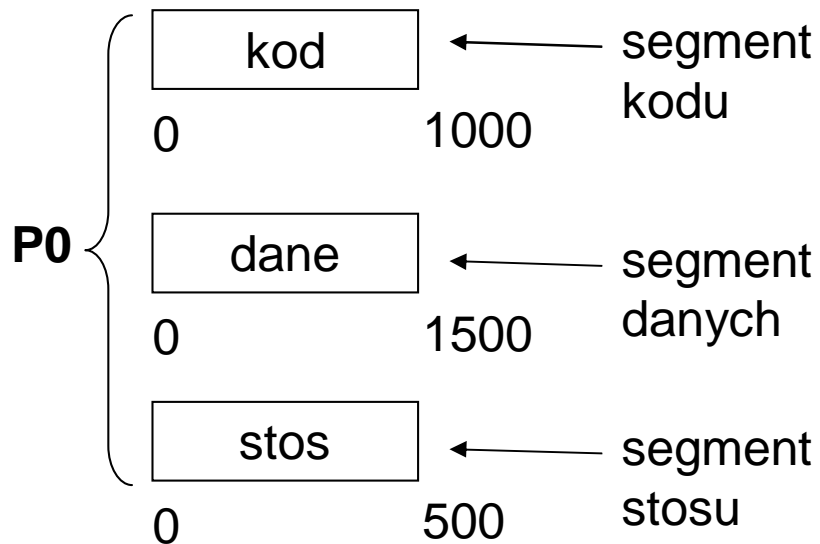 kod
segment
kodu
0
1000
P0
dane
segment
danych
0
1500
stos
segment
stosu
0
500